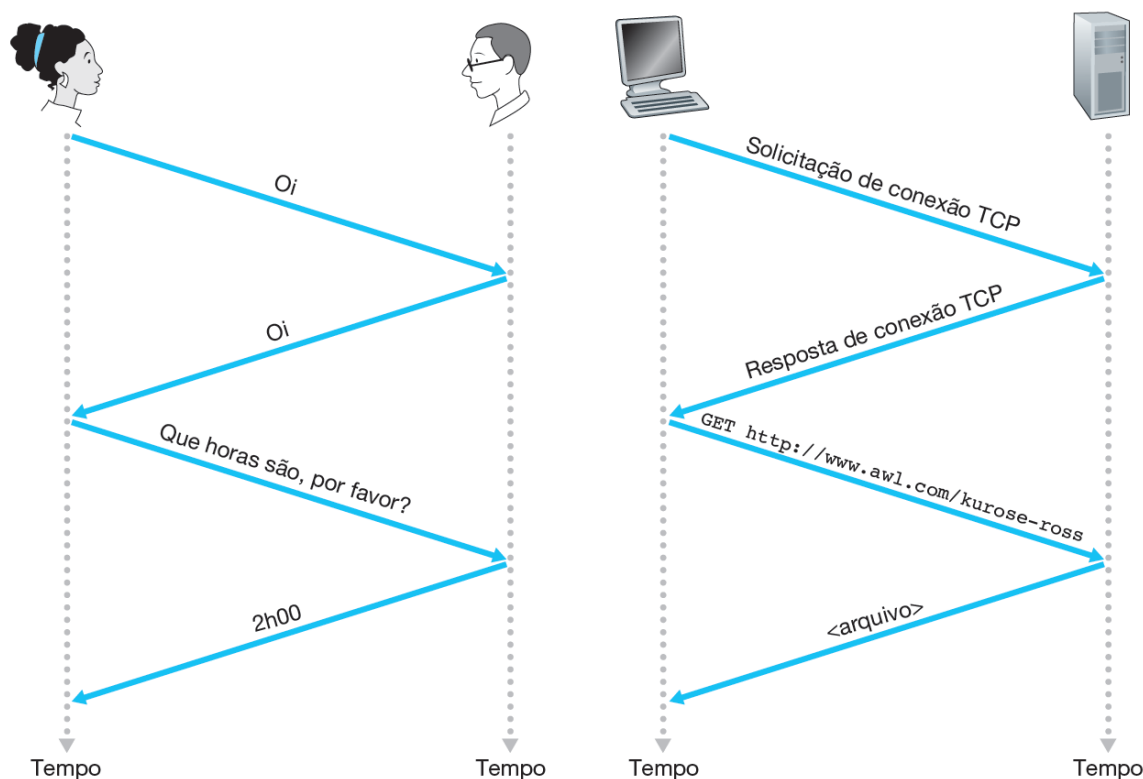 Oi
Oi
Que horas são, por favor?
2h00
Tempo
Tempo
Solicitação de conexão TCP
Resposta de conexão TCP
GET http://www.awl.com/kurose-ross
<arquivo>
Tempo
Tempo